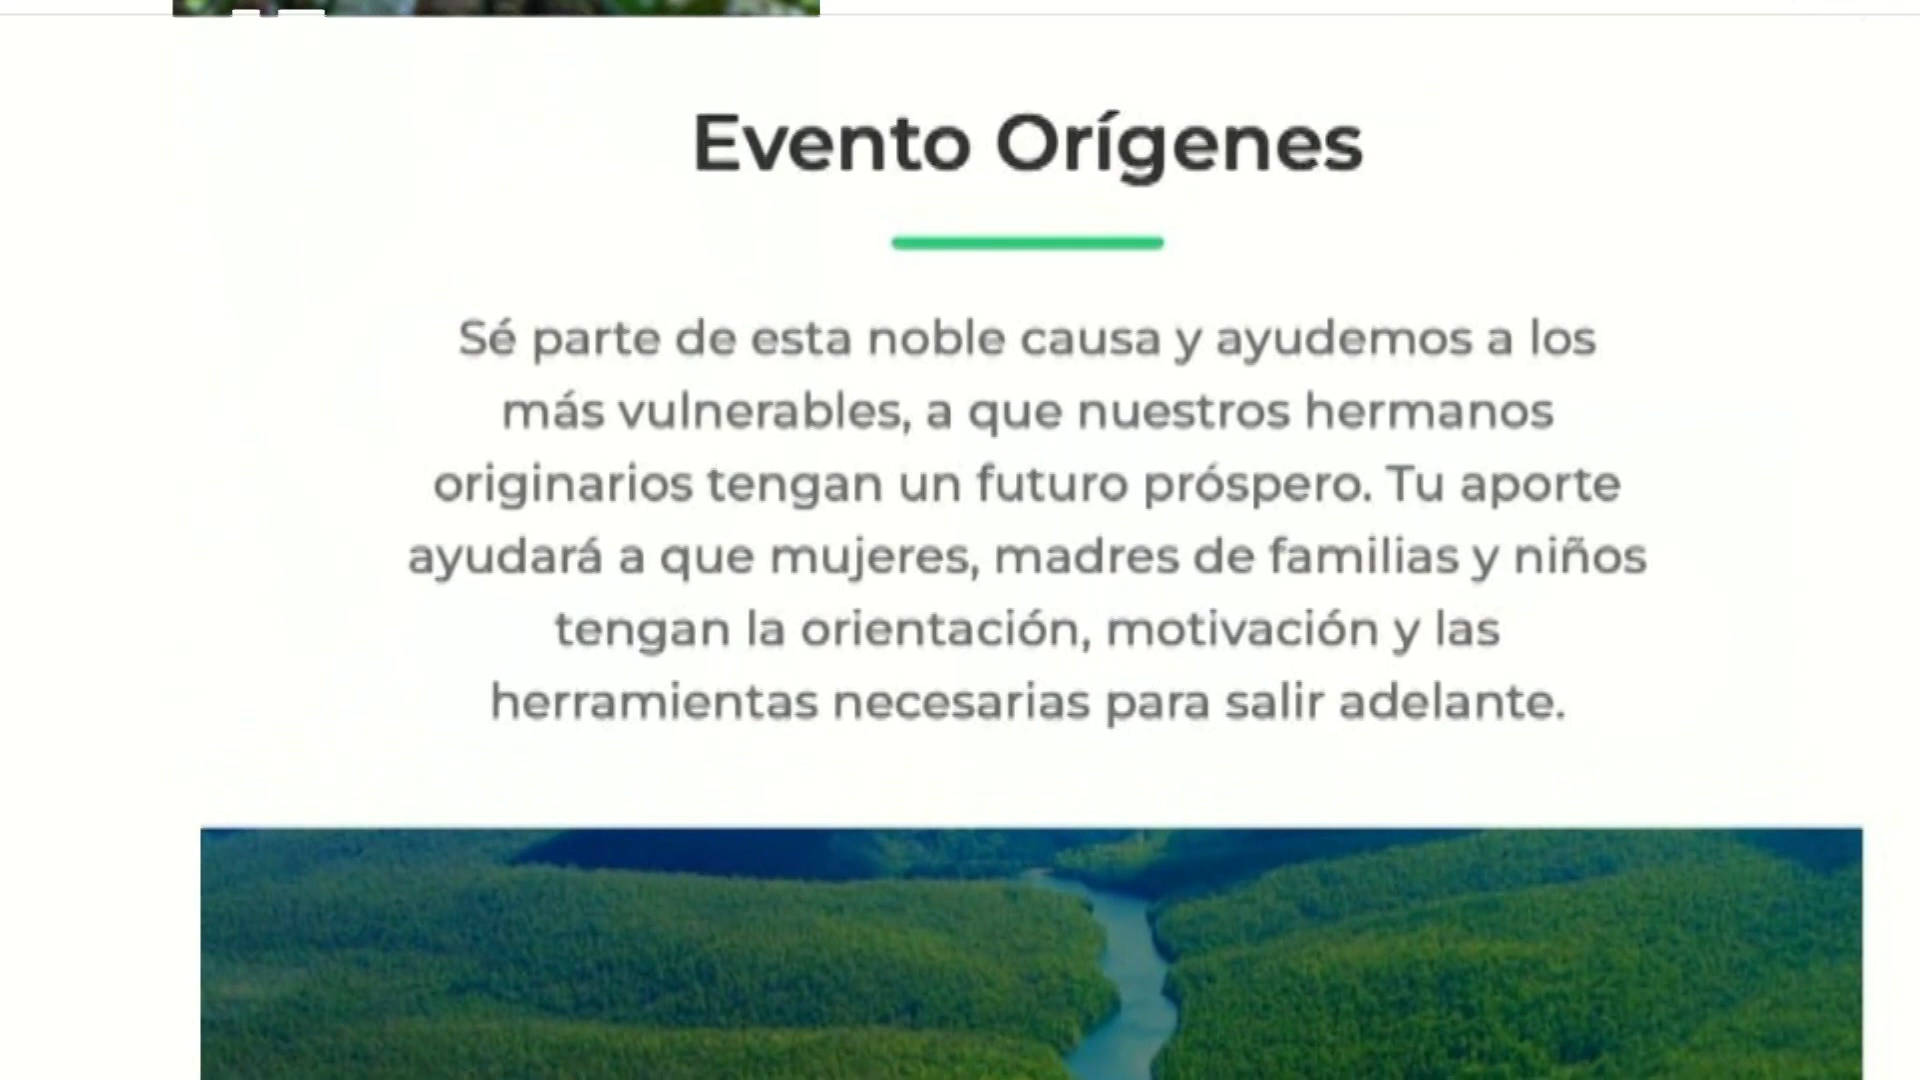 Evento Orígenes
Sé parte de esta noble causa y ayudemos a los
más vulnerables, a que nuestros hermanos
originarios tengan un futuro próspero. Tu aporte
ayudará a que mujeres, madres de familias y niños
tengan la orientación, motivación y las
herramientas necesarias para salir adelante.